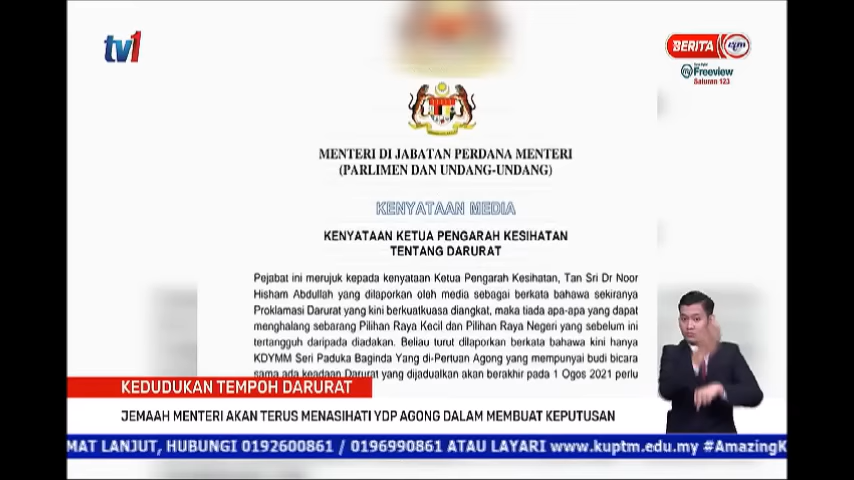 tv1
BERITA rtm
myFreeview
Saluran 123
MENTERI DI JABATAN PERDANA MENTERI
(PARLIMEN DAN UNDANG-UNDANG)
KENYATAAN MEDIA
KENYATAAN KETUA PENGARAH KESIHATAN
TENTANG DARURAT
Pejabat ini merujuk kepada kenyataan Ketua Pengarah Kesihatan, Tan Sri Dr Noor
Hisham Abdullah yang dilaporkan oleh media sebagai berkata bahawa sekiranya
Proklamasi Darurat yang kini berkuatkuasa diangkat, maka tiada apa-apa yang dapat
menghalang sebarang Pilihan Raya Kecil dan Pilihan Raya Negeri yang sebelum ini
tertangguh daripada diadakan. Beliau turut dilaporkan berkata bahawa kini hanya
KDYMM Seri Paduka Baginda Yang di-Pertuan Agong yang mempunyai budi bicara
sama ada keadaan Darurat yang dijadualkan akan berakhir pada 1 Ogos 2021 perlu
KEDUDUKAN TEMPOH DARURAT
JEMAAH MENTERI AKAN TERUS MENASIHATI YDP AGONG DALAM MEMBUAT KEPUTUSAN
MAT LANJUT, HUBUNGI 0192600861 / 0196990861 ATAU LAYARI www.kuptm.edu.my #AmazingK